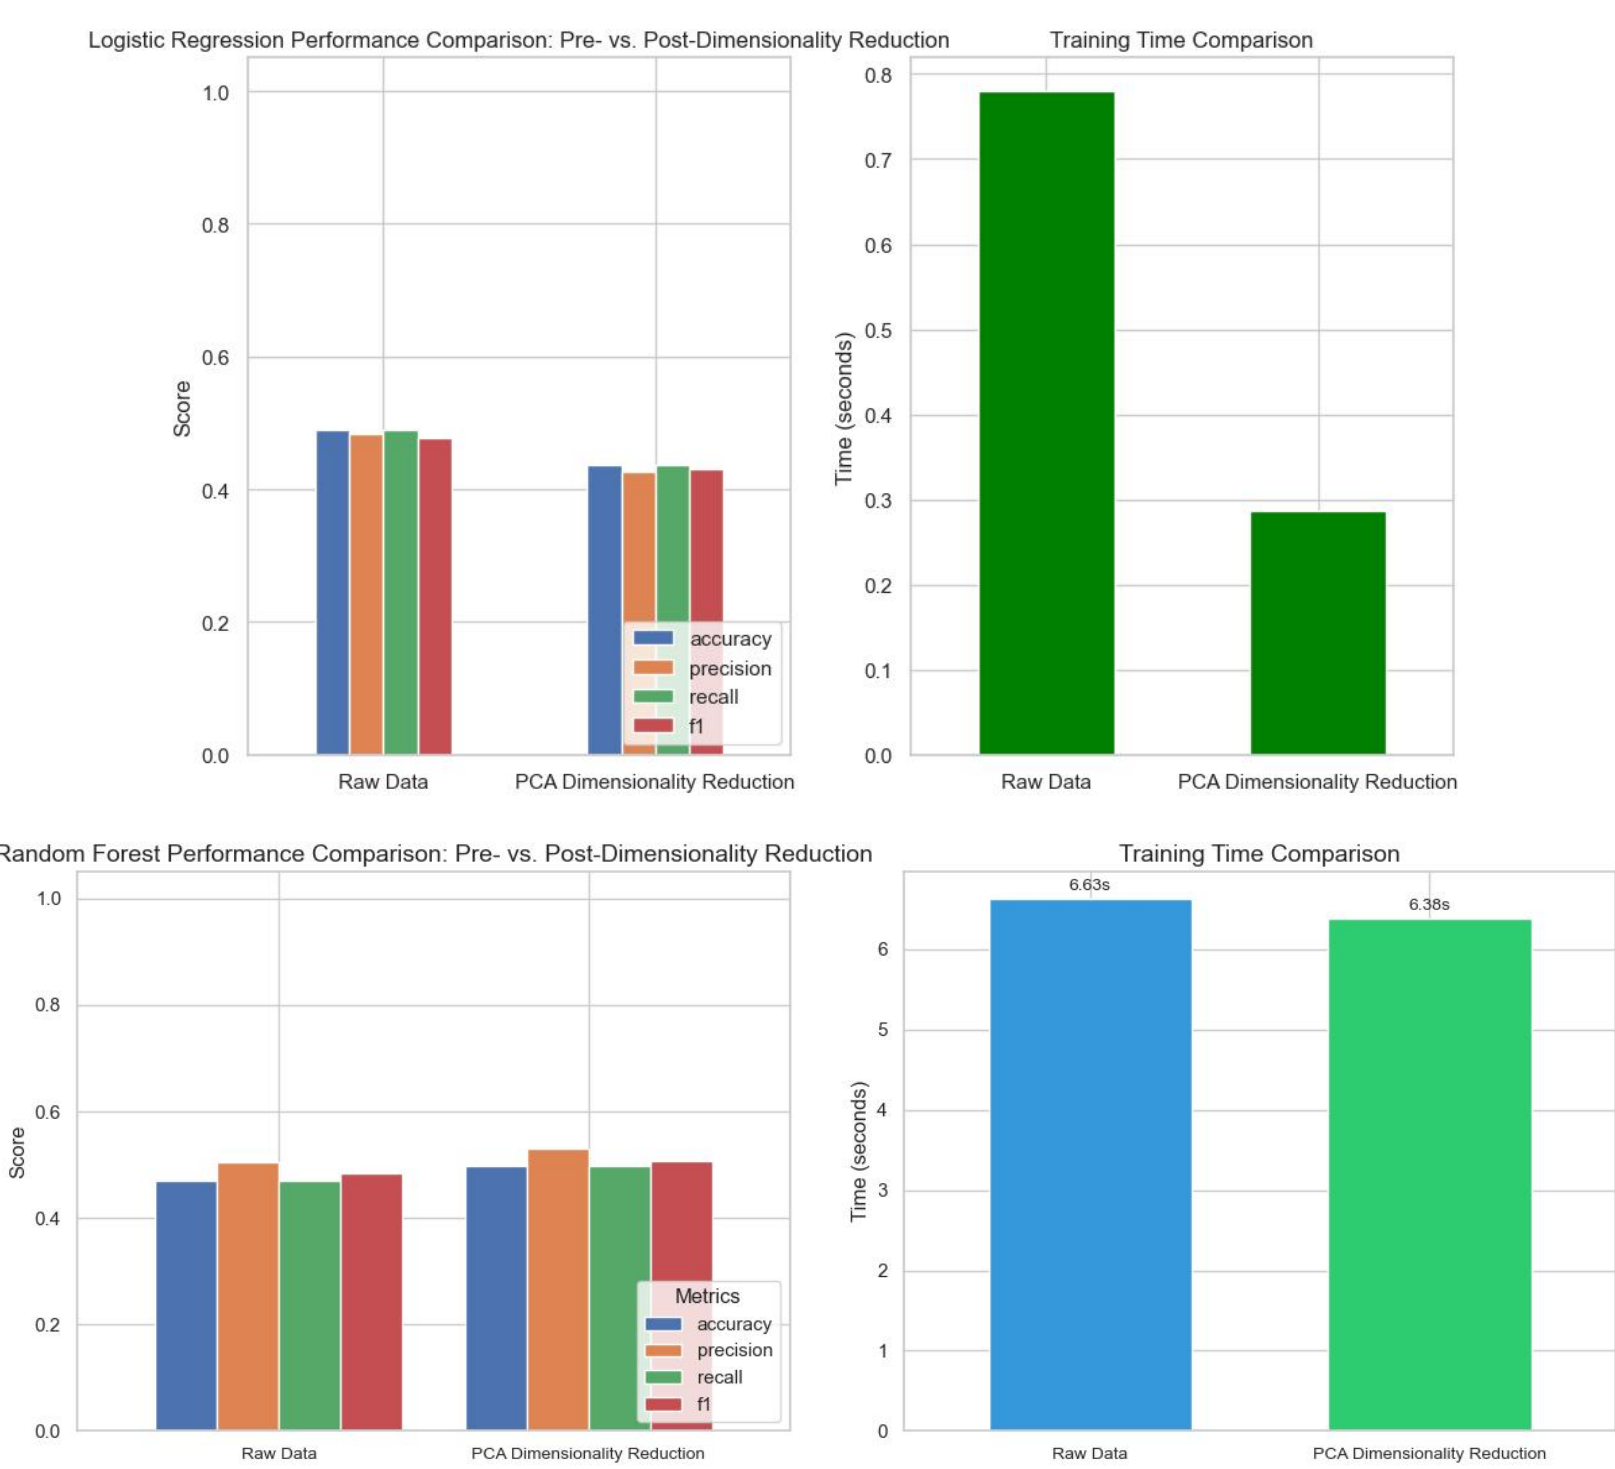 Logistic Regression Performance Comparison: Pre- vs. Post-Dimensionality Reduction
1.0
0.8
0.6
0.4
0.2
0.0
Score
accuracy
precision
recall
f1
Raw Data
PCA Dimensionality Reduction
Training Time Comparison
0.8
0.7
0.6
0.5
0.4
0.3
0.2
0.1
0.0
Time (seconds)
Raw Data
PCA Dimensionality Reduction
Random Forest Performance Comparison: Pre- vs. Post-Dimensionality Reduction
1.0
0.8
0.6
0.4
0.2
0.0
Score
Metrics
accuracy
precision
recall
f1
Raw Data
PCA Dimensionality Reduction
Training Time Comparison
6.63s
6.38s
6
5
4
3
2
1
0
Time (seconds)
Raw Data
PCA Dimensionality Reduction